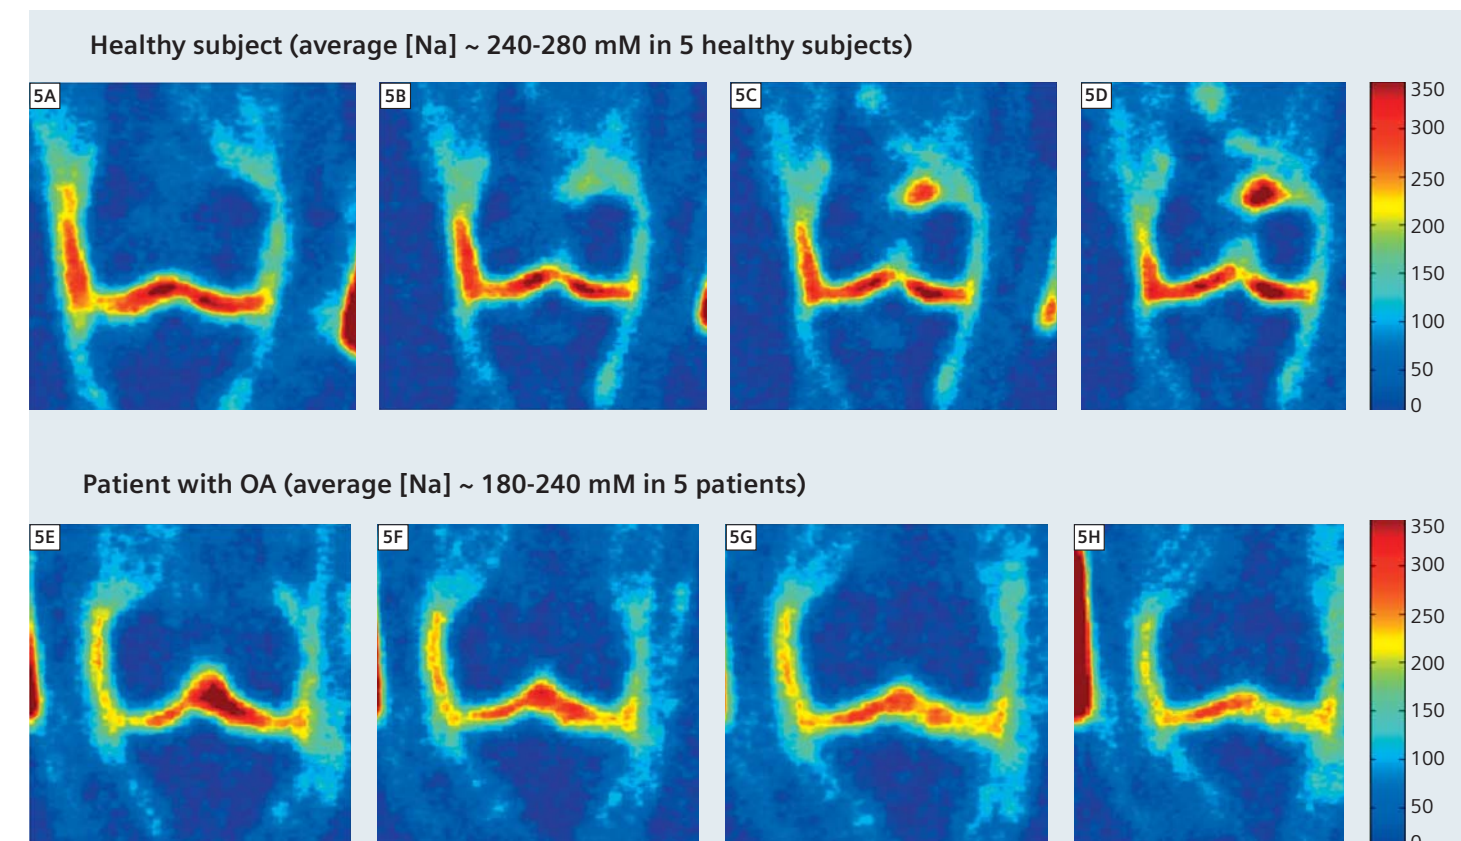 Healthy subject (average [Na] ~ 240-280 mM in 5 healthy subjects)
5A
5B
5C
5D
350
300
250
200
150
100
50
0
Patient with OA (average [Na] ~ 180-240 mM in 5 patients)
5E
5F
5G
5H
350
300
250
200
150
100
50
0